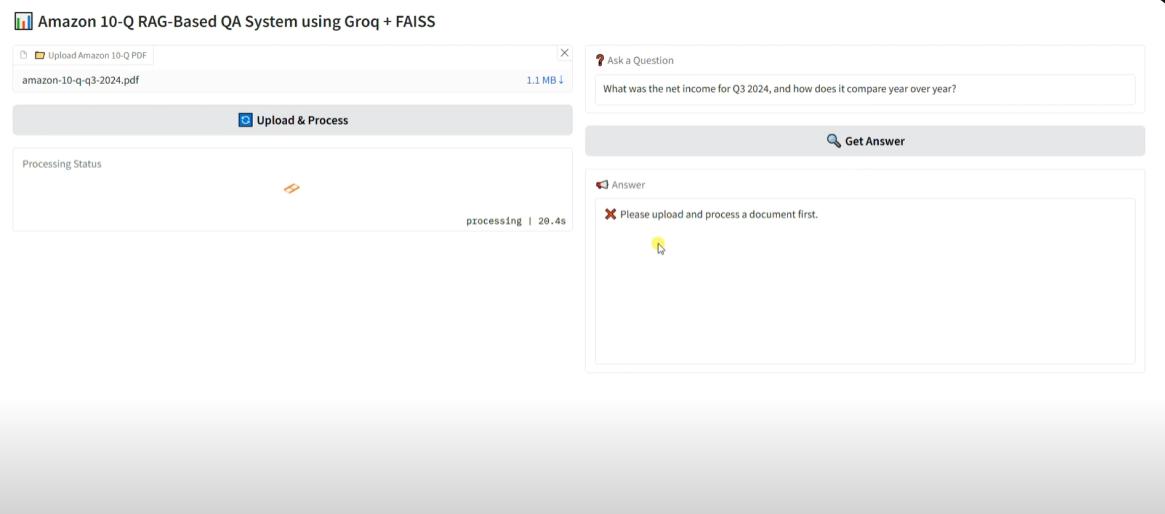 📊 Amazon 10-Q RAG-Based QA System using Groq + FAISS
📁 Upload Amazon 10-Q PDF
amazon-10-q-q3-2024.pdf 1.1 MB ↓
🔄 Upload & Process
Processing Status
processing | 20.4s
❓ Ask a Question
What was the net income for Q3 2024, and how does it compare year over year?
🔍 Get Answer
📢 Answer
❌ Please upload and process a document first.